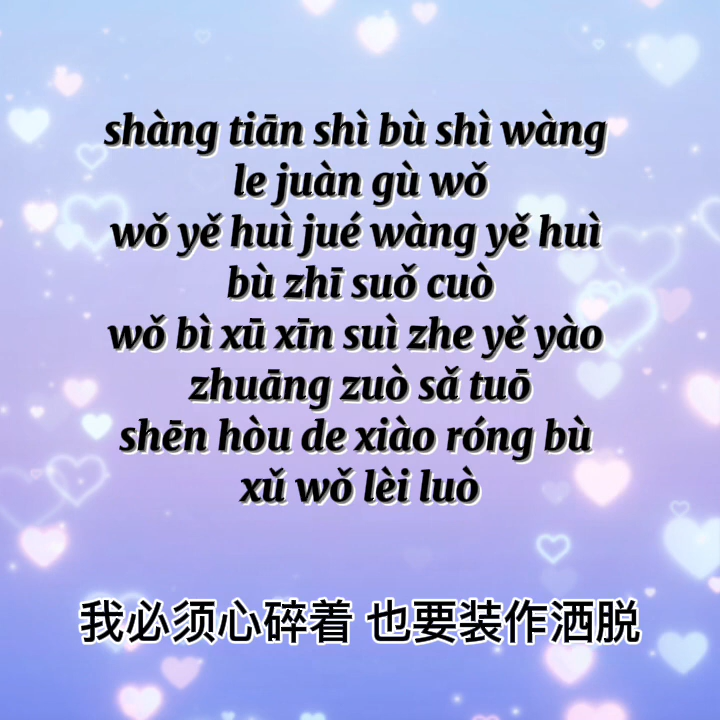 shàng tiān shì bù shì wàng
le juàn gù wǒ
wǒ yě huì jué wàng yě huì
bù zhī suǒ cuò
wǒ bì xū xīn suì zhe yě yào
zhuāng zuò sǎ tuō
shēn hòu de xiào róng bù
xǔ wǒ lèi luò
我必须心碎着 也要装作洒脱